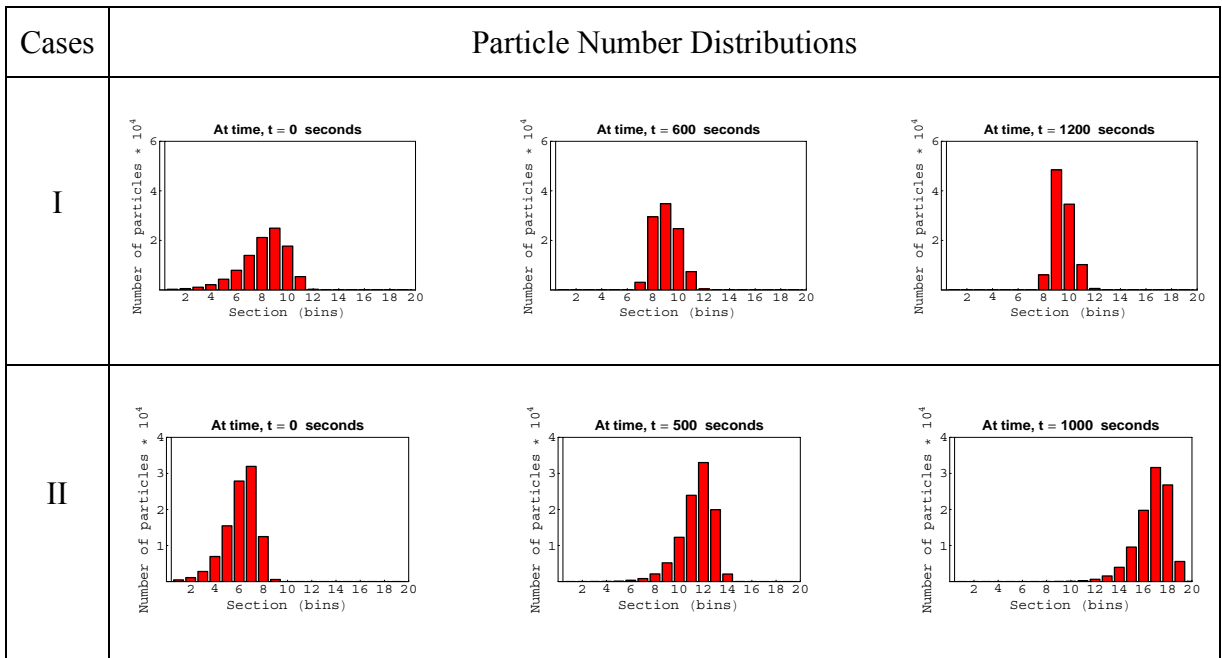 Cases
Particle Number Distributions
I
At time, t = 0 seconds
Number of particles * 10^4
6
4
2
2 4 6 8 10 12 14 16 18 20
Section (bins)
At time, t = 600 seconds
Number of particles * 10^4
6
4
2
2 4 6 8 10 12 14 16 18 20
Section (bins)
At time, t = 1200 seconds
Number of particles * 10^4
6
4
2
2 4 6 8 10 12 14 16 18 20
Section (bins)
II
At time, t = 0 seconds
Number of particles * 10^4
4
3
2
1
2 4 6 8 10 12 14 16 18 20
Section (bins)
At time, t = 500 seconds
Number of particles * 10^4
4
3
2
1
2 4 6 8 10 12 14 16 18 20
Section (bins)
At time, t = 1000 seconds
Number of particles * 10^4
4
3
2
1
2 4 6 8 10 12 14 16 18 20
Section (bins)